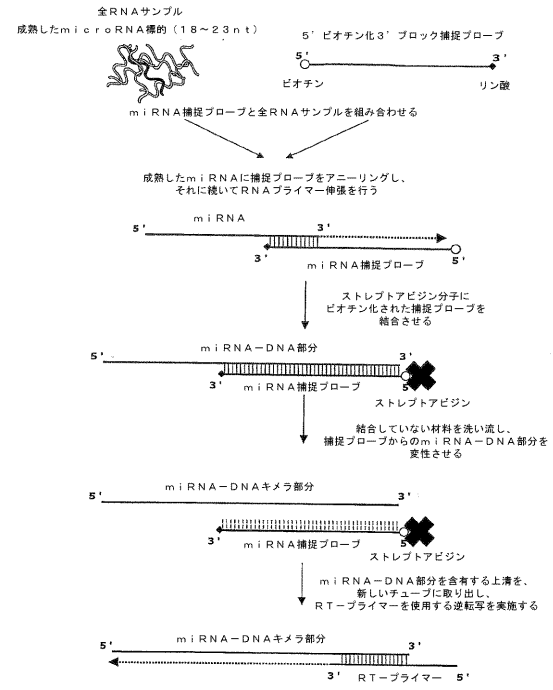 全RNAサンプル
成熟したmicroRNA標的(18~23nt)
5'ビオチン化3'ブロック捕捉プローブ
5'
3'
ビオチン
リン酸
miRNA捕捉プローブと全RNAサンプルを組み合わせる
成熟したmiRNAに捕捉プローブをアニーリングし、
それに続いてRNAプライマー伸張を行う
miRNA
5'
3'
3'
miRNA捕捉プローブ
5'
ストレプトアビジン分子に
ビオチン化された捕捉プローブを
結合させる
miRNA-DNA部分
5'
3'
3'
miRNA捕捉プローブ
5'
ストレプトアビジン
結合していない材料を洗い流し、
捕捉プローブからのmiRNA-DNA部分を
変性させる
miRNA-DNAキメラ部分
5'
3'
3'
miRNA捕捉プローブ
5'
ストレプトアビジン
miRNA-DNA部分を含有する上清を、
新しいチューブに取り出し、
RT-プライマーを使用する逆転写を実施する
miRNA-DNAキメラ部分
5'
3'
3'
RT-プライマー
5'